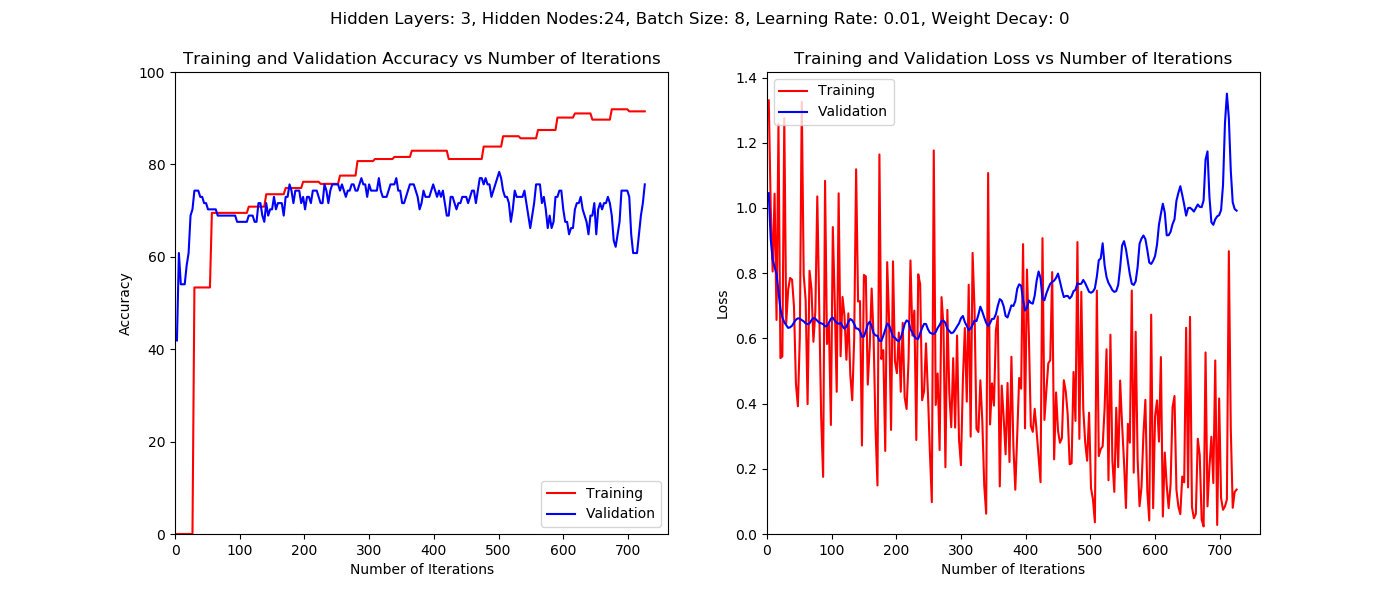 Hidden Layers: 3, Hidden Nodes:24, Batch Size: 8, Learning Rate: 0.01, Weight Decay: 0
Training and Validation Accuracy vs Number of Iterations
100
80
60
40
20
0
Accuracy
0 100 200 300 400 500 600 700
Number of Iterations
Training
Validation
Training and Validation Loss vs Number of Iterations
1.4
1.2
1.0
0.8
0.6
0.4
0.2
0.0
Loss
0 100 200 300 400 500 600 700
Number of Iterations
Training
Validation